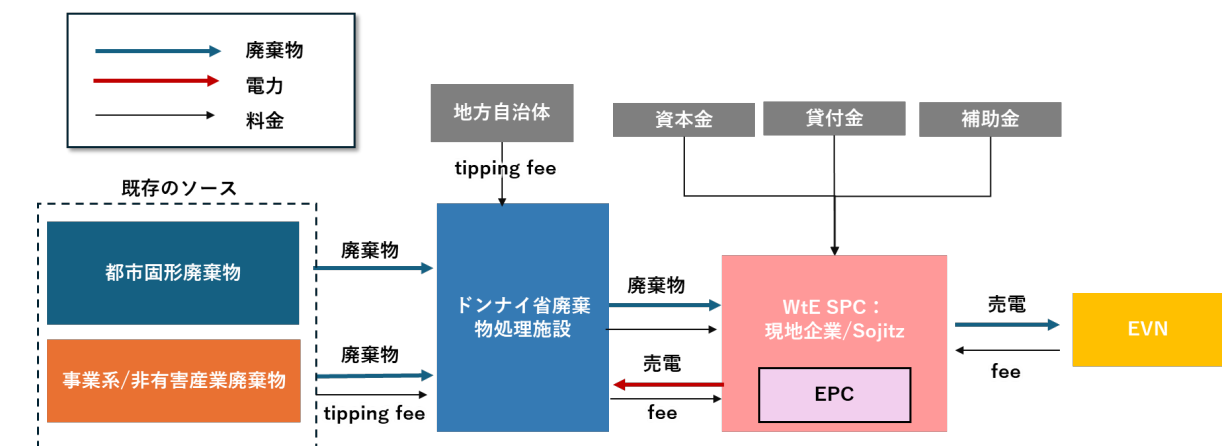 廃棄物
電力
料金
地方自治体
資本金
貸付金
補助金
tipping fee
既存のソース
都市固形廃棄物
廃棄物
事業系/非有害産業廃棄物
廃棄物
tipping fee
ドンナイ省廃棄
物処理施設
廃棄物
売電
fee
WtE SPC：
現地企業/Sojitz
EPC
売電
fee
EVN